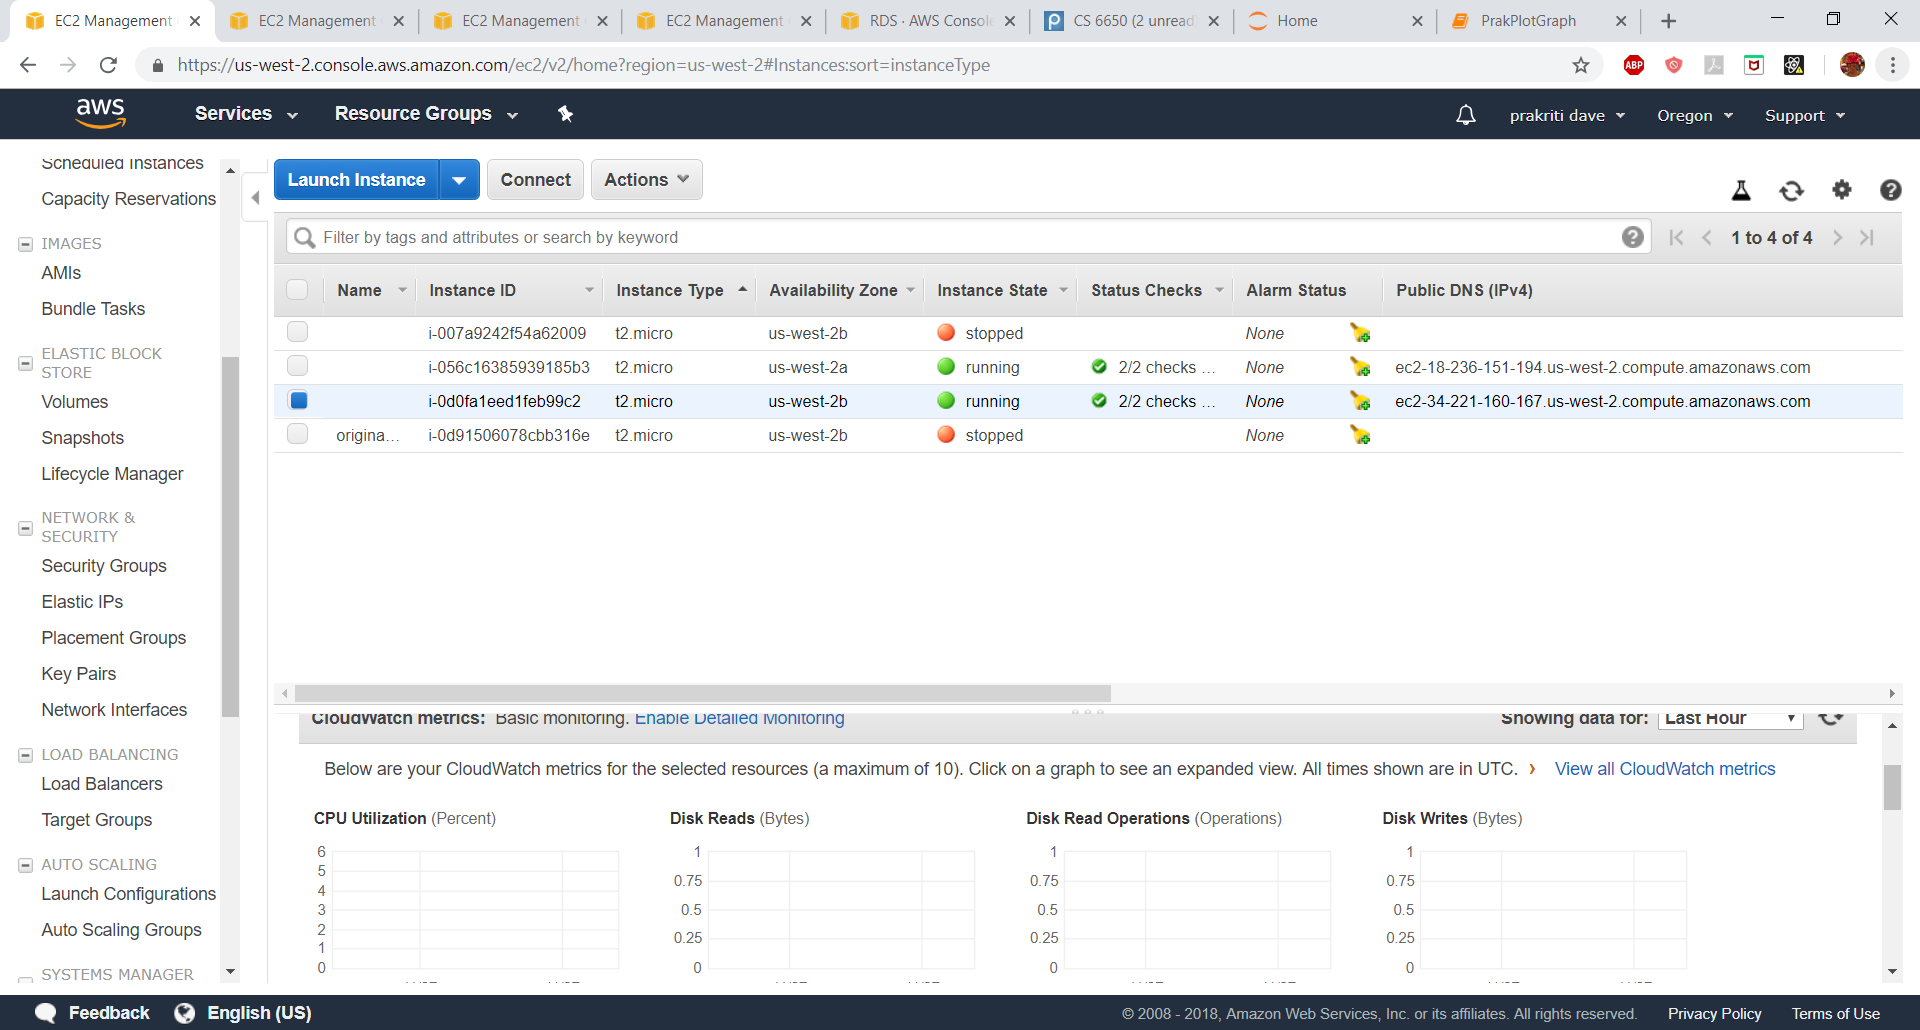 EC2 Management
EC2 Management
EC2 Management
EC2 Management
RDS · AWS Console
CS 6650 (2 unread)
Home
PrakPlotGraph
https://us-west-2.console.aws.amazon.com/ec2/v2/home?region=us-west-2#Instances:sort=instanceType
ABP
aws
Services
Resource Groups
prakriti dave
Oregon
Support
Scheduled Instances
Capacity Reservations
IMAGES
AMIs
Bundle Tasks
ELASTIC BLOCK
STORE
Volumes
Snapshots
Lifecycle Manager
NETWORK &
SECURITY
Security Groups
Elastic IPs
Placement Groups
Key Pairs
Network Interfaces
LOAD BALANCING
Load Balancers
Target Groups
AUTO SCALING
Launch Configurations
Auto Scaling Groups
SYSTEMS MANAGER
Launch Instance
Connect
Actions
Filter by tags and attributes or search by keyword
1 to 4 of 4
Name Instance ID Instance Type Availability Zone Instance State Status Checks Alarm Status Public DNS (IPv4)
i-007a9242f54a62009 t2.micro us-west-2b stopped None
i-056c16385939185b3 t2.micro us-west-2a running 2/2 checks ... None ec2-18-236-151-194.us-west-2.compute.amazonaws.com
i-0d0fa1eed1feb99c2 t2.micro us-west-2b running 2/2 checks ... None ec2-34-221-160-167.us-west-2.compute.amazonaws.com
origina... i-0d91506078cbb316e t2.micro us-west-2b stopped None
CloudWatch metrics: Basic monitoring. Enable Detailed Monitoring
Showing data for: Last Hour
Below are your CloudWatch metrics for the selected resources (a maximum of 10). Click on a graph to see an expanded view. All times shown are in UTC. › View all CloudWatch metrics
CPU Utilization (Percent)
6
5
4
3
2
1
0
Disk Reads (Bytes)
1
0.75
0.5
0.25
0
Disk Read Operations (Operations)
1
0.75
0.5
0.25
0
Disk Writes (Bytes)
1
0.75
0.5
0.25
0
Feedback
English (US)
© 2008 - 2018, Amazon Web Services, Inc. or its affiliates. All rights reserved.
Privacy Policy
Terms of Use